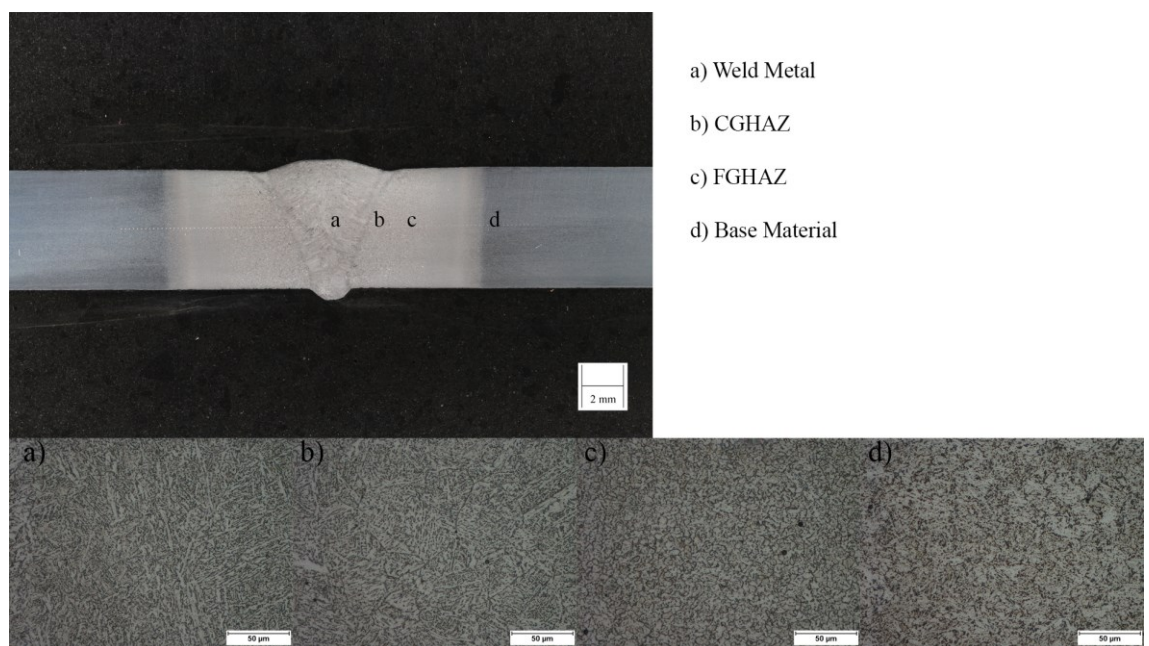 a) Weld Metal
b) CGHAZ
c) FGHAZ
d) Base Material
a b c d
2 mm
a) b) c) d)
50 µm 50 µm 50 µm 50 µm